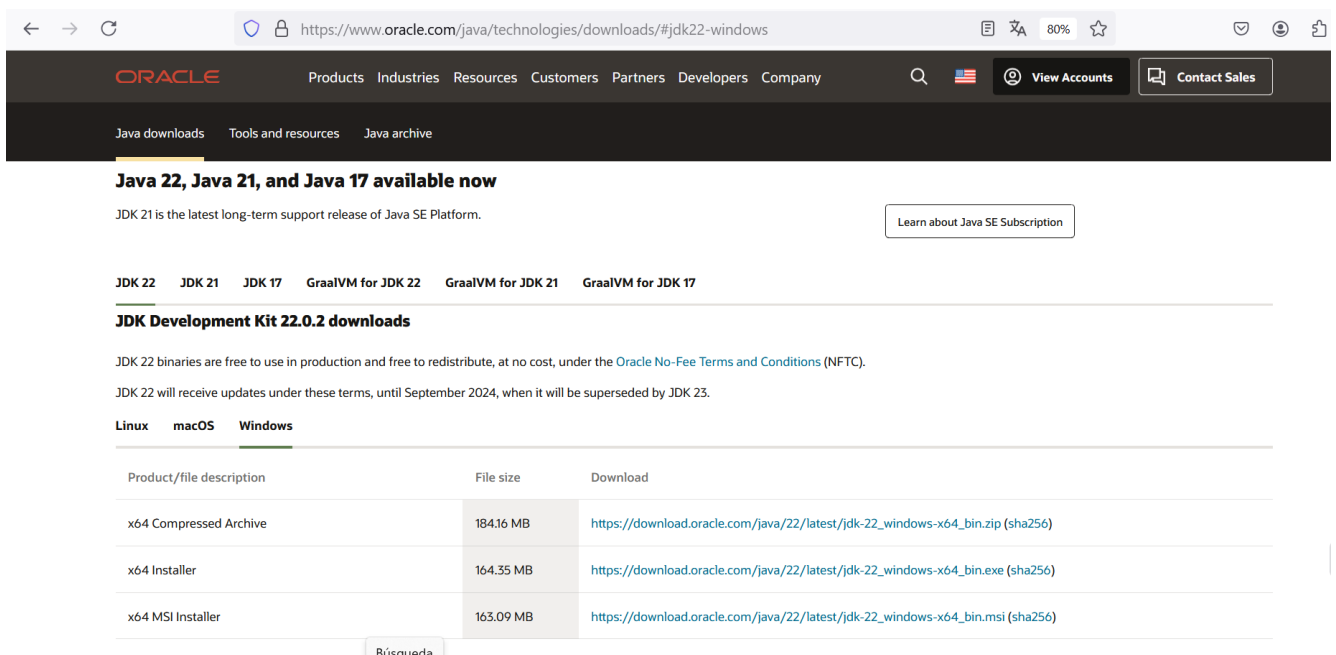 https://www.oracle.com/java/technologies/downloads/#jdk22-windows 80%
ORACLE Products Industries Resources Customers Partners Developers Company View Accounts Contact Sales
Java downloads Tools and resources Java archive
Java 22, Java 21, and Java 17 available now
JDK 21 is the latest long-term support release of Java SE Platform.
Learn about Java SE Subscription
JDK 22 JDK 21 JDK 17 GraalVM for JDK 22 GraalVM for JDK 21 GraalVM for JDK 17
JDK Development Kit 22.0.2 downloads
JDK 22 binaries are free to use in production and free to redistribute, at no cost, under the Oracle No-Fee Terms and Conditions (NFTC).
JDK 22 will receive updates under these terms, until September 2024, when it will be superseded by JDK 23.
Linux macOS Windows
Product/file description File size Download
x64 Compressed Archive 184.16 MB https://download.oracle.com/java/22/latest/jdk-22_windows-x64_bin.zip (sha256)
x64 Installer 164.35 MB https://download.oracle.com/java/22/latest/jdk-22_windows-x64_bin.exe (sha256)
x64 MSI Installer 163.09 MB https://download.oracle.com/java/22/latest/jdk-22_windows-x64_bin.msi (sha256)
Búsqueda